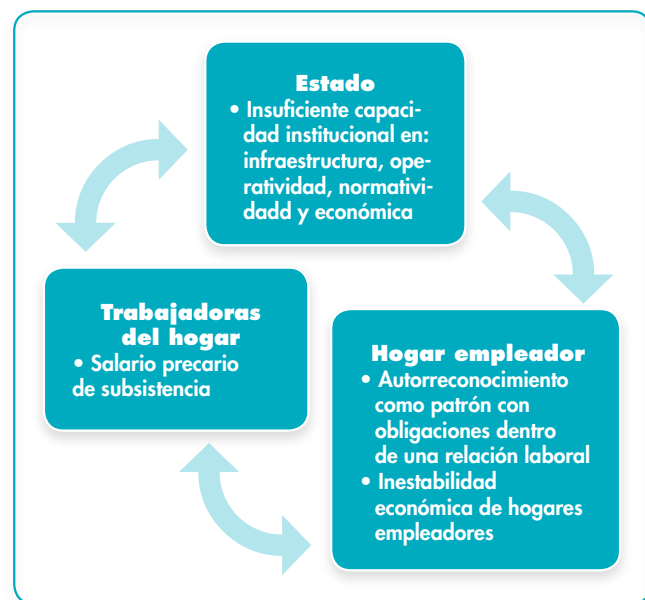 Estado
• Insuficiente capaci-
dad institucional en:
infraestructura, ope-
ratividad, normativi-
dadd y económica
Trabajadoras
del hogar
• Salario precario
de subsistencia
Hogar empleador
• Autorreconocimiento
como patrón con
obligaciones dentro
de una relación laboral
• Inestabilidad
económica de hogares
empleadores